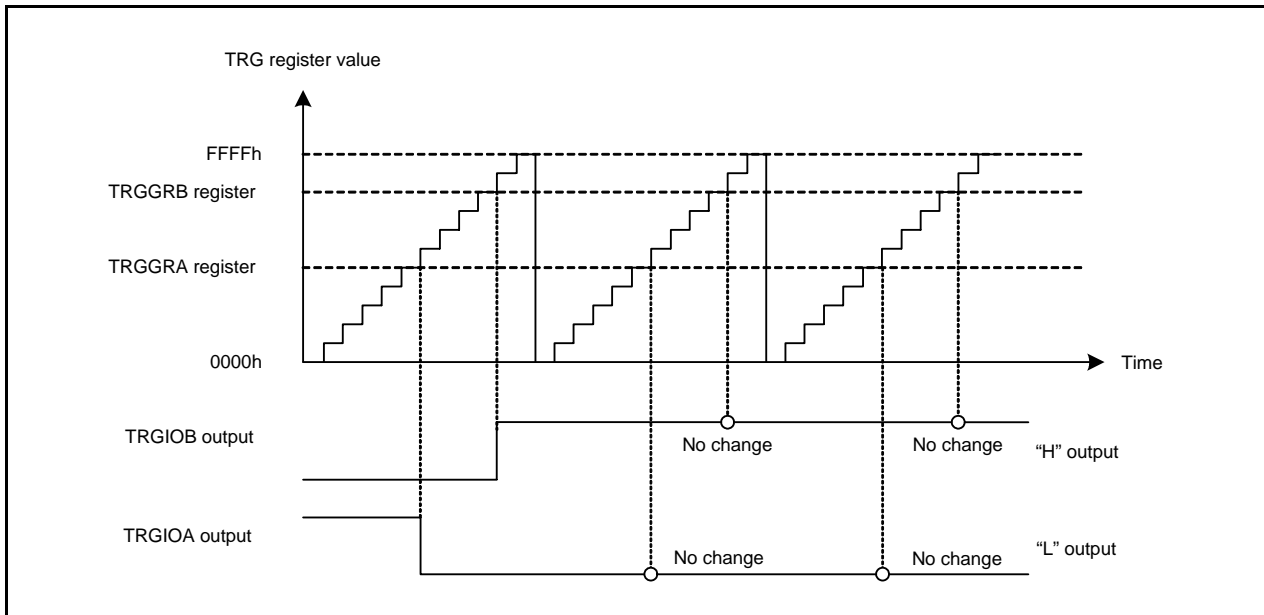 TRG register value
FFFFh
TRGGRB register
TRGGRA register
0000h
Time
TRGIOB output
No change
No change
“H” output
TRGIOA output
No change
No change
“L” output